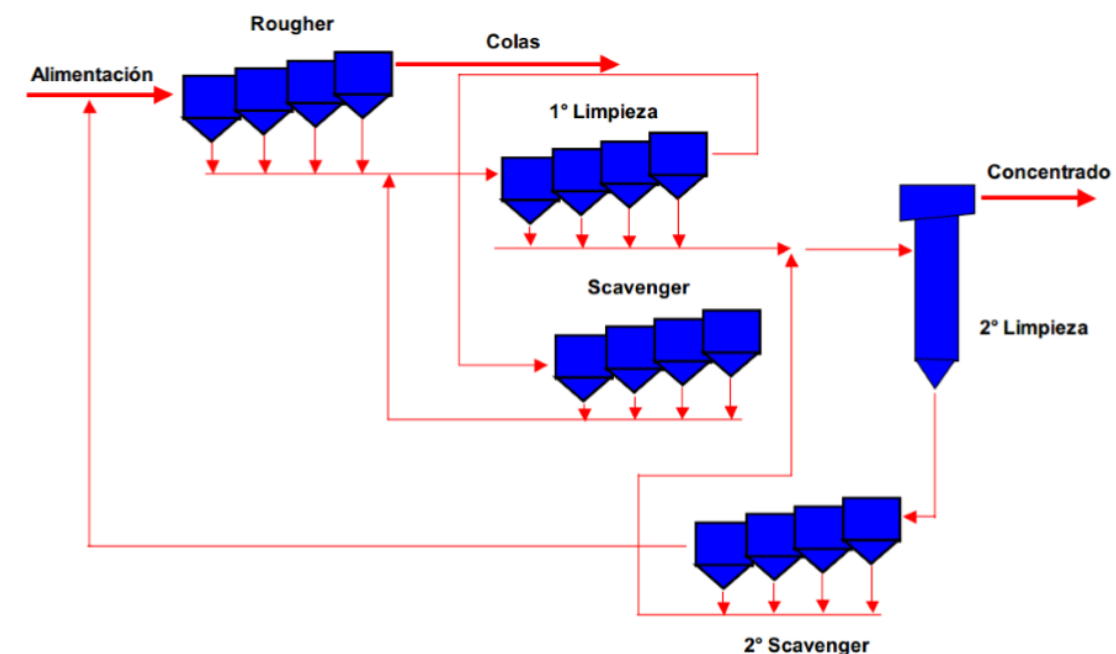 Rougher
Colas
Alimentación
1° Limpieza
Concentrado
Scavenger
2° Limpieza
2° Scavenger